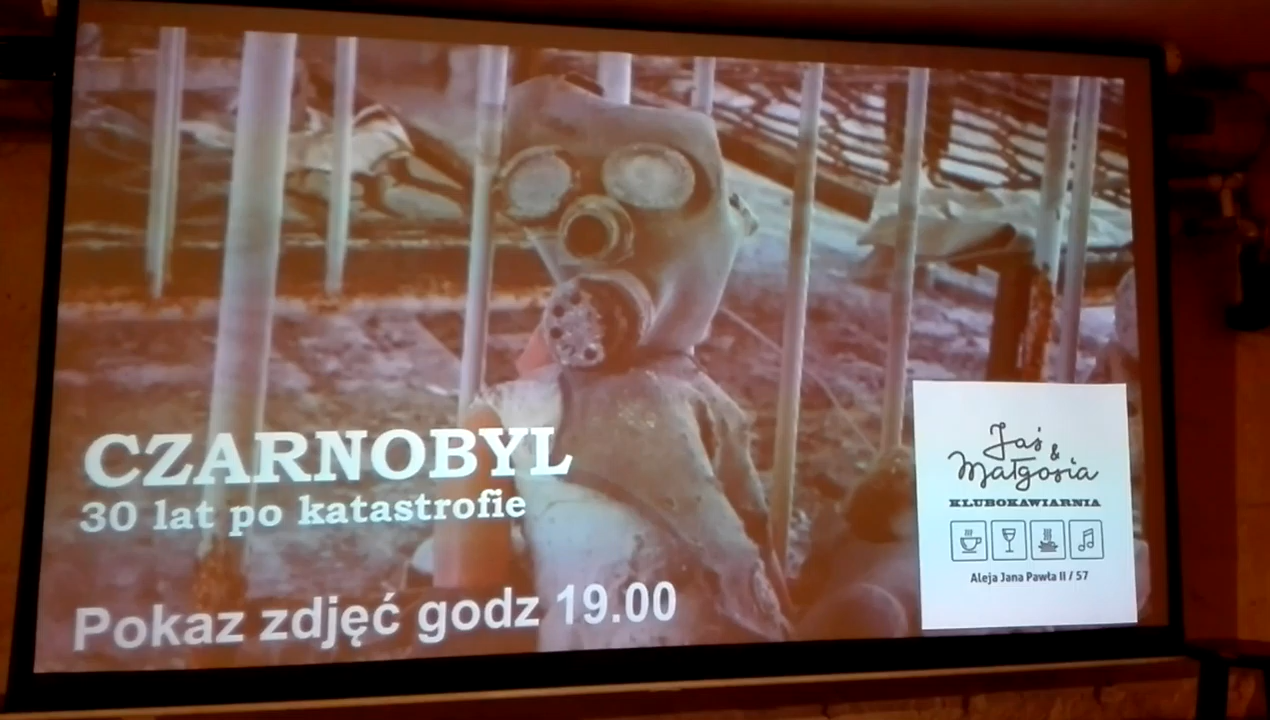 CZARNOBYL
30 lat po katastrofie
Pokaz zdjęć godz 19.00
Jaś
&
Małgosia
KLUBOKAWIARNIA
Aleja Jana Pawła II / 57